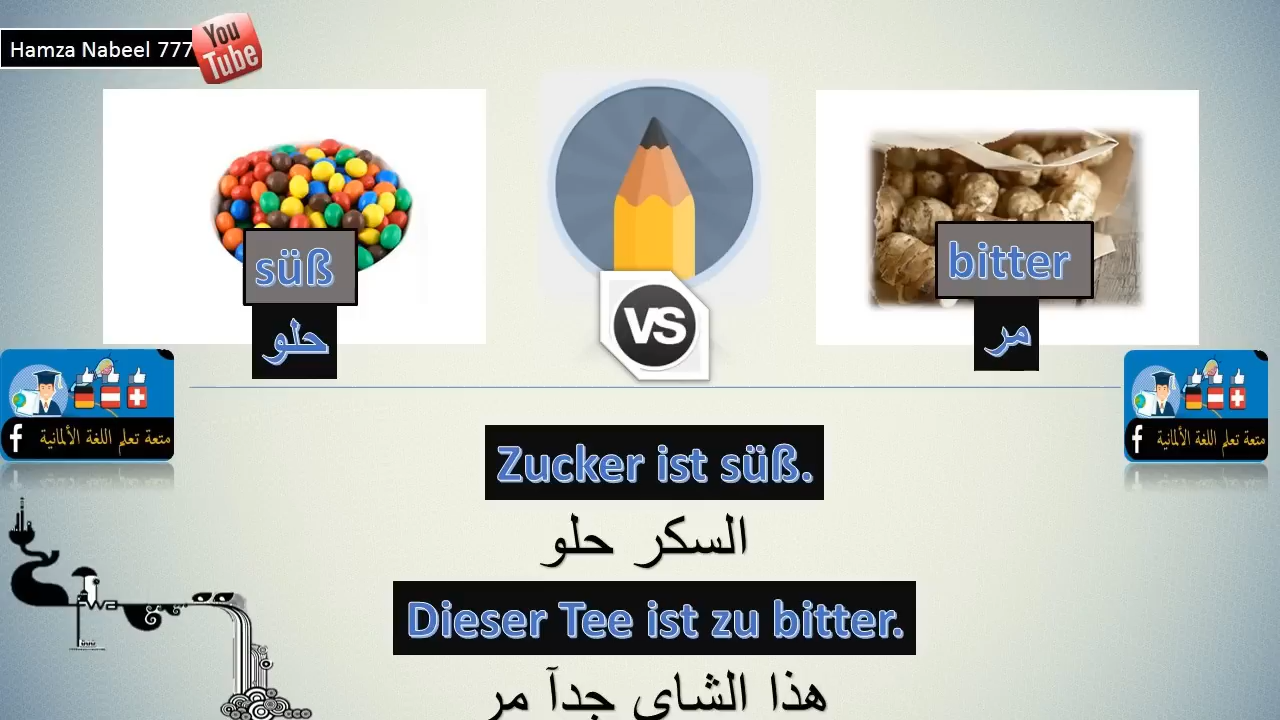 Hamza Nabeel 777
You
Tube
süß
حلو
VS
bitter
مر
متعة تعلم اللغة الألمانية
متعة تعلم اللغة الألمانية
Zucker ist süß.
السكر حلو
Dieser Tee ist zu bitter.
هذا الشاي جدآ مر